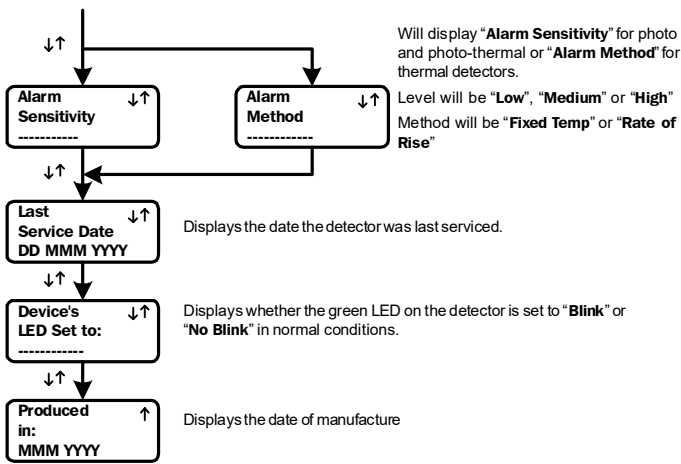 ↓↑
Will display “Alarm Sensitivity” for photo
and photo-thermal or “Alarm Method” for
thermal detectors.
Level will be “Low”, “Medium” or “High”
Method will be “Fixed Temp” or “Rate of
Rise”
Alarm ↓↑
Sensitivity
-----------
Alarm ↓↑
Method
------------
↓↑
Last ↓↑
Service Date
DD MMM YYYY
Displays the date the detector was last serviced.
↓↑
Device's ↓↑
LED Set to:
------------
Displays whether the green LED on the detector is set to “Blink” or
“No Blink” in normal conditions.
↓↑
Produced ↑
in:
MMM YYYY
Displays the date of manufacture